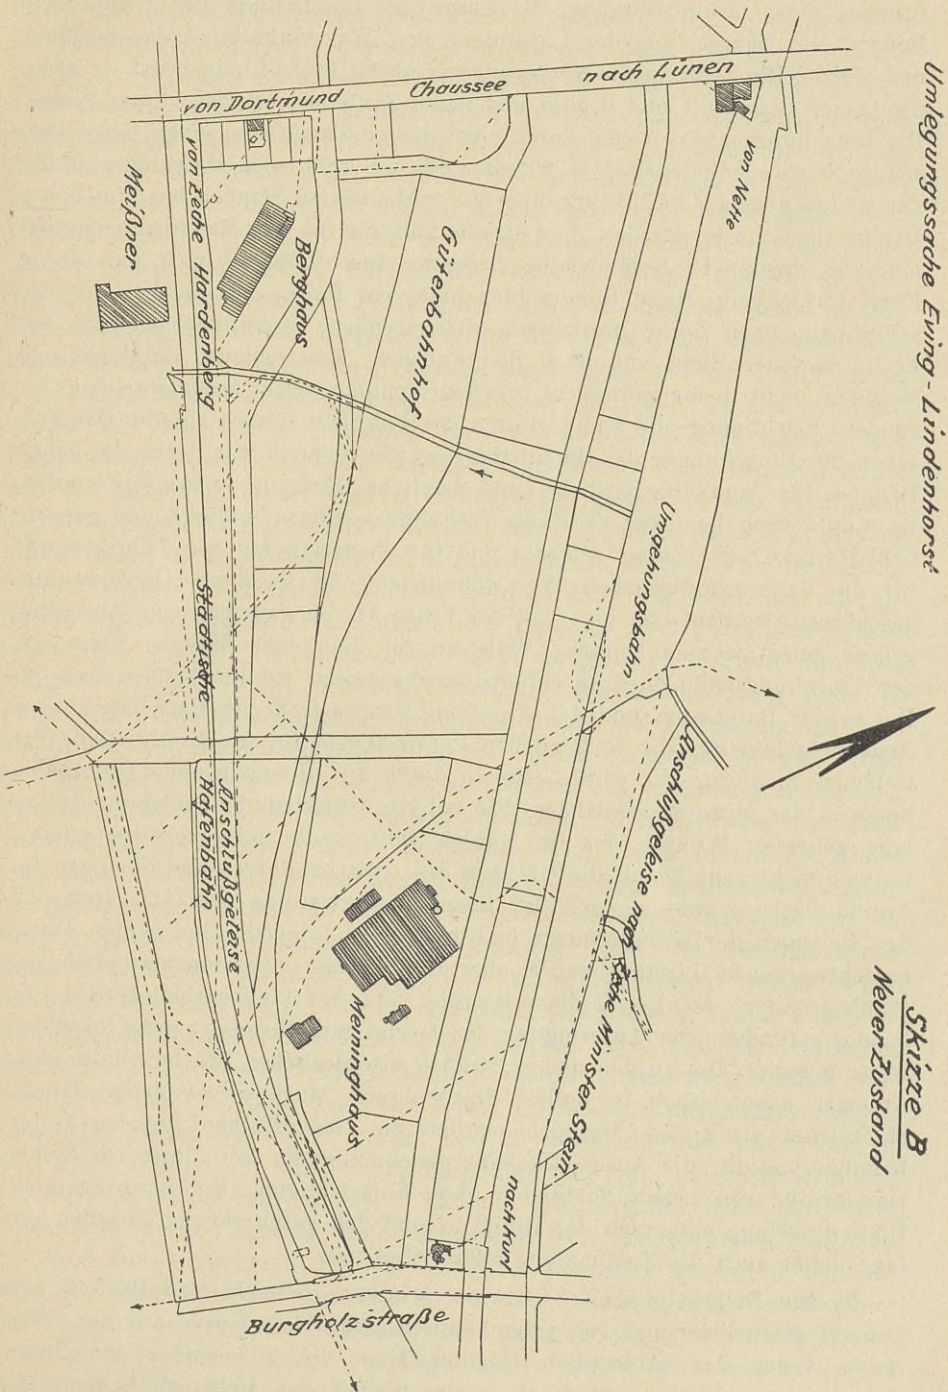 Umlegungssache Eving-Lindenhorst
Skizze B
Neuer Zustand
von Dortmund Chaussee nach Lünen
von Nette
Meißner
von Zeche Hardenberg
Berghaus
Güterbahnhof
Umgehungsbahn
Städtische Hafenbahn
Anschlußgeleise
Anschlußgeleise nach Zeche Minister Stein
Meininghaus
nach Kurl
Burgholzstraße